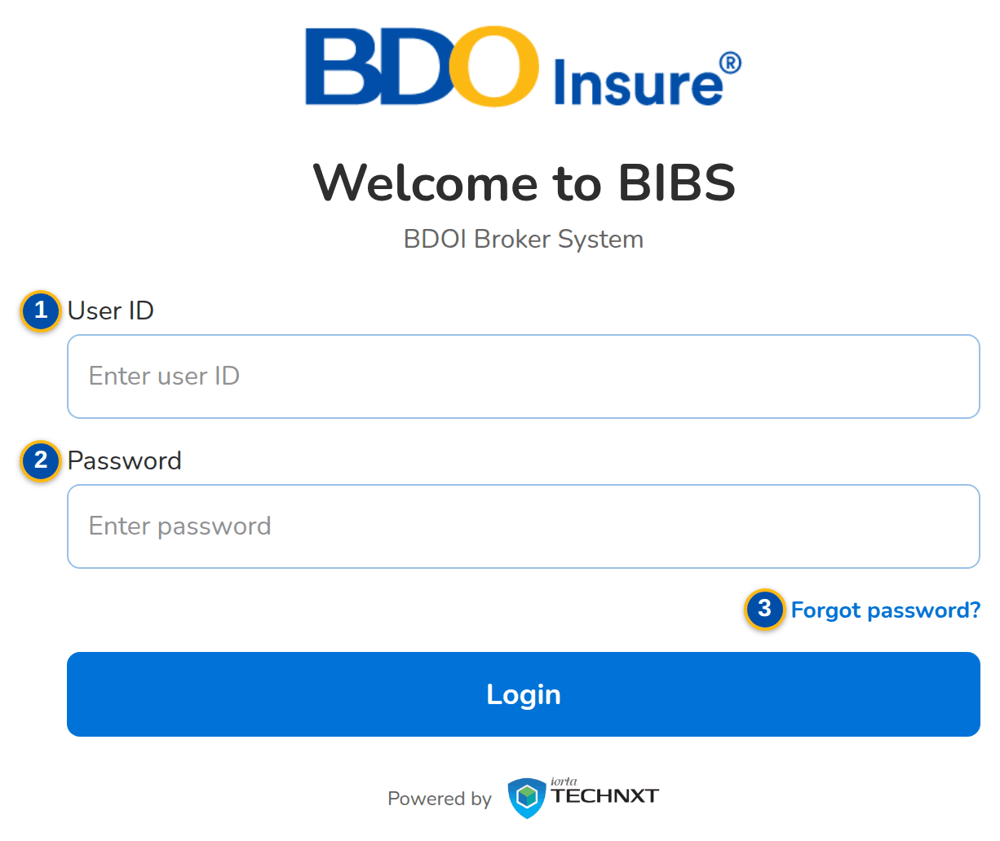 BDO Insure®
Welcome to BIBS
BDOI Broker System
1 User ID
Enter user ID
2 Password
Enter password
3 Forgot password?
Login
Powered by iorta TECHNXT